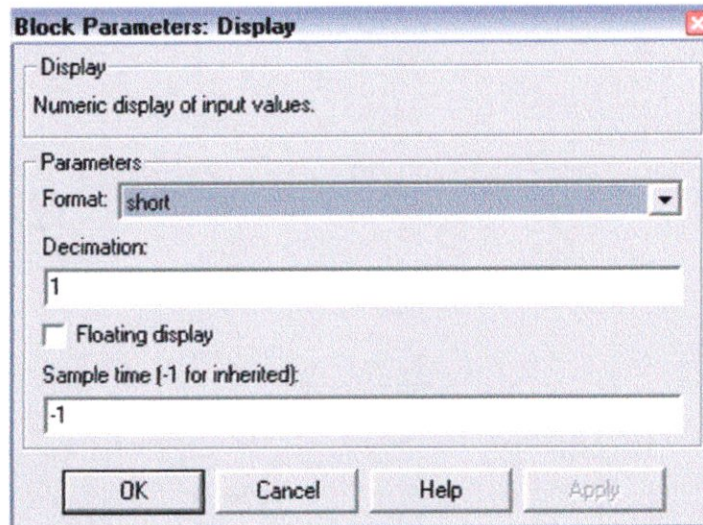 Block Parameters: Display
Display
Numeric display of input values.
Parameters
Format: short
Decimation:
1
Floating display
Sample time (-1 for inherited):
-1
OK
Cancel
Help
Apply